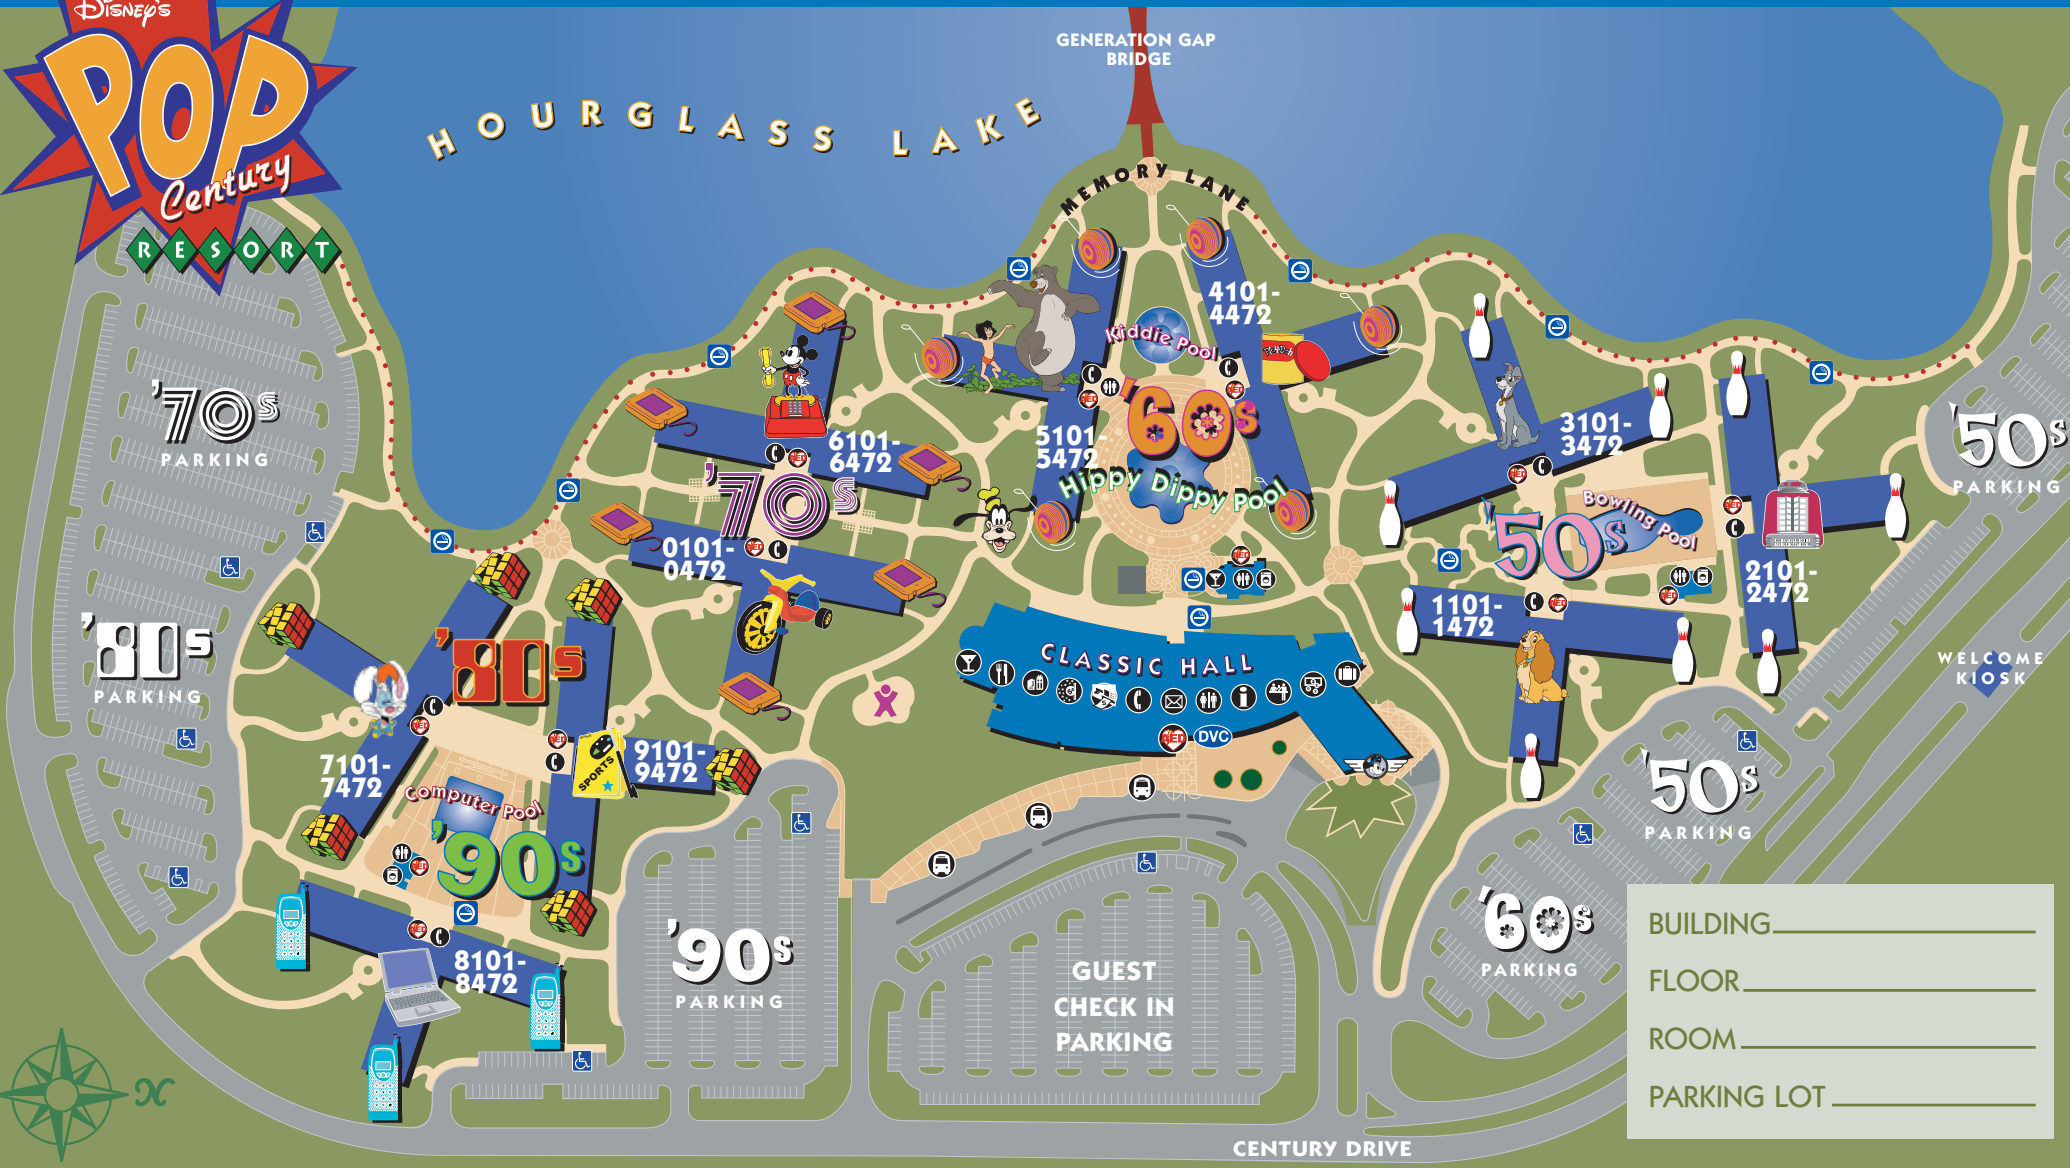 DISNEY'S
POP
Century
RESORT
GENERATION GAP
BRIDGE
HOURGLASS LAKE
MEMORY LANE
4101-
4472
Kiddie Pool
'60s
5101-
5472
Hippy Dippy Pool
'70s
PARKING
6101-
6472
'70s
0101-
0472
3101-
3472
'50s
Bowling Pool
'50s
PARKING
2101-
2472
1101-
1472
WELCOME
KIOSK
'80s
PARKING
'80s
CLASSIC HALL
DVC
7101-
7472
SPORTS
9101-
9472
Computer Pool
'90s
'50s
PARKING
8101-
8472
'90s
PARKING
GUEST
CHECK IN
PARKING
'60s
PARKING
BUILDING
FLOOR
ROOM
PARKING LOT
N
CENTURY DRIVE